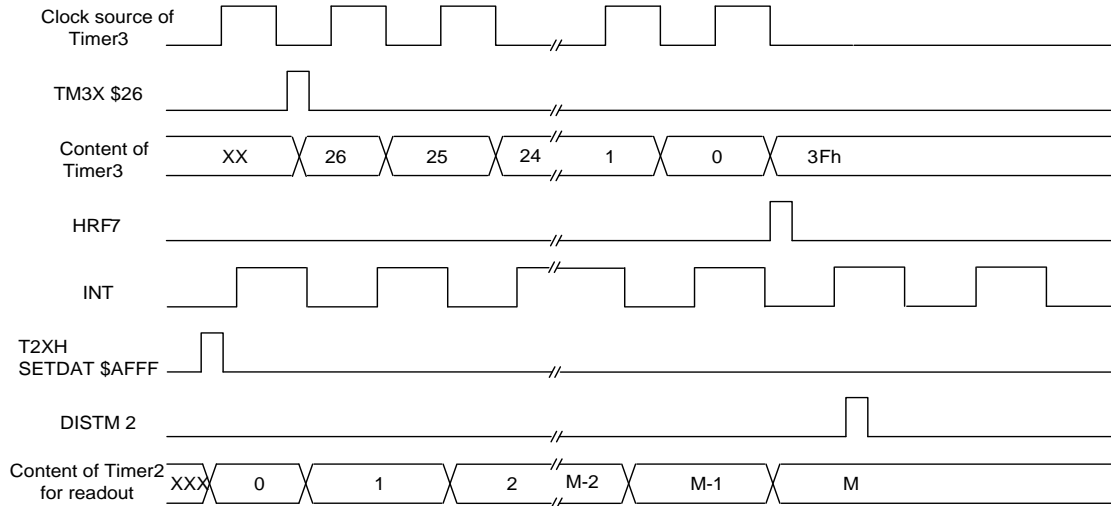 Clock source of
Timer3
TM3X $26
Content of
Timer3
XX 26 25 24 1 0 3Fh
HRF7
INT
T2XH
SETDAT $AFFF
DISTM 2
Content of Timer2
for readout
XXX 0 1 2 M-2 M-1 M